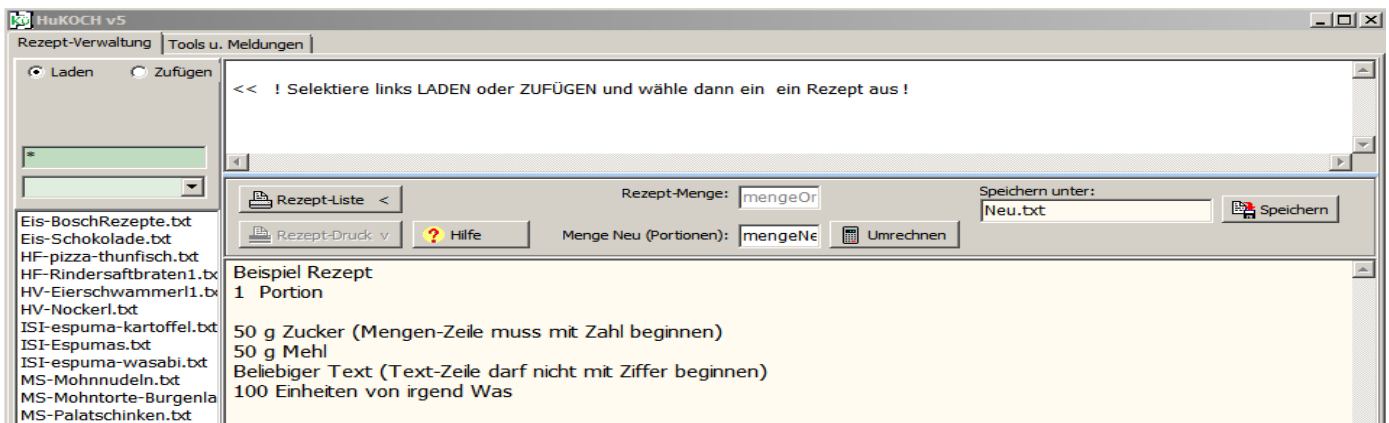 HuKOCH v5
Rezept-Verwaltung
Tools u. Meldungen
Laden
Zufügen
<< ! Selektiere links LADEN oder ZUFÜGEN und wähle dann ein ein Rezept aus !
*
Rezept-Liste <
Rezept-Menge:
mengeOr
Speichern unter:
Neu.txt
Speichern
Rezept-Druck v
? Hilfe
Menge Neu (Portionen):
mengeNe
Umrechnen
Eis-BoschRezepte.txt
Eis-Schokolade.txt
HF-pizza-thunfisch.txt
HF-Rindersaftbraten1.tx
HV-Eierschwammerl1.tx
HV-Nockerl.txt
ISI-espuma-kartoffel.txt
ISI-Espumas.txt
ISI-espuma-wasabi.txt
MS-Mohnnudeln.txt
MS-Mohntorte-Burgenla
MS-Palatschinken.txt
Beispiel Rezept
1 Portion
50 g Zucker (Mengen-Zeile muss mit Zahl beginnen)
50 g Mehl
Beliebiger Text (Text-Zeile darf nicht mit Ziffer beginnen)
100 Einheiten von irgend Was